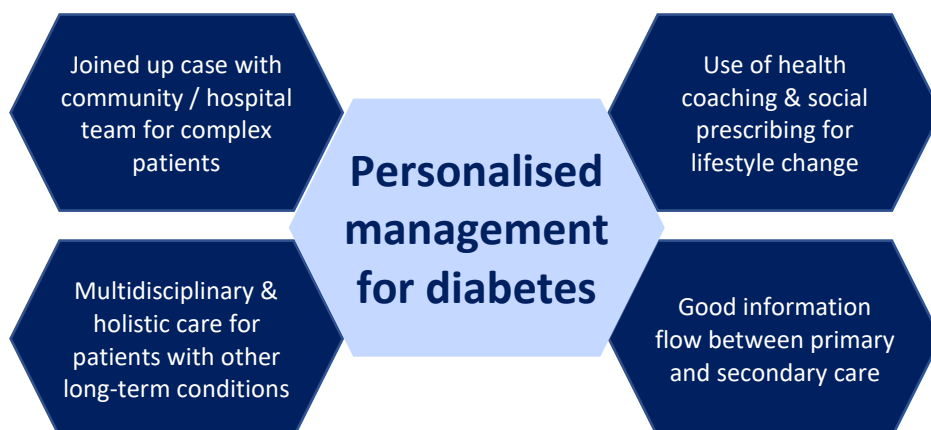 Joined up case with
community / hospital
team for complex
patients
Use of health
coaching & social
prescribing for
lifestyle change
Personalised
management
for diabetes
Multidisciplinary &
holistic care for
patients with other
long-term conditions
Good information
flow between primary
and secondary care